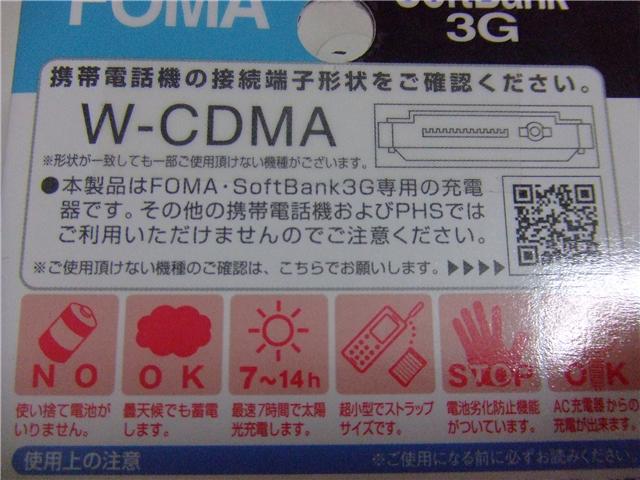 FOMA
SoftBank
3G
携帯電話機の接続端子形状をご確認ください。
W-CDMA
※形状が一致しても一部ご使用頂けない機種がございます。
●本製品はFOMA・SoftBank3G専用の充電
器です。その他の携帯電話機およびPHSでは
ご利用いただけませんのでご注意ください。
※ご使用頂けない機種のご確認は、こちらでお願いします。▶▶▶▶
NO
OK
7~14h
STOP
OK
使い捨て電池が
いりません。
曇天候でも蓄電
します。
最速7時間で太陽
光充電します。
超小型でストラップ
サイズです。
電池劣化防止機能
がついています。
AC充電器からの
充電が出来ます。
使用上の注意
※ご使用になる前に必ずお読みください。